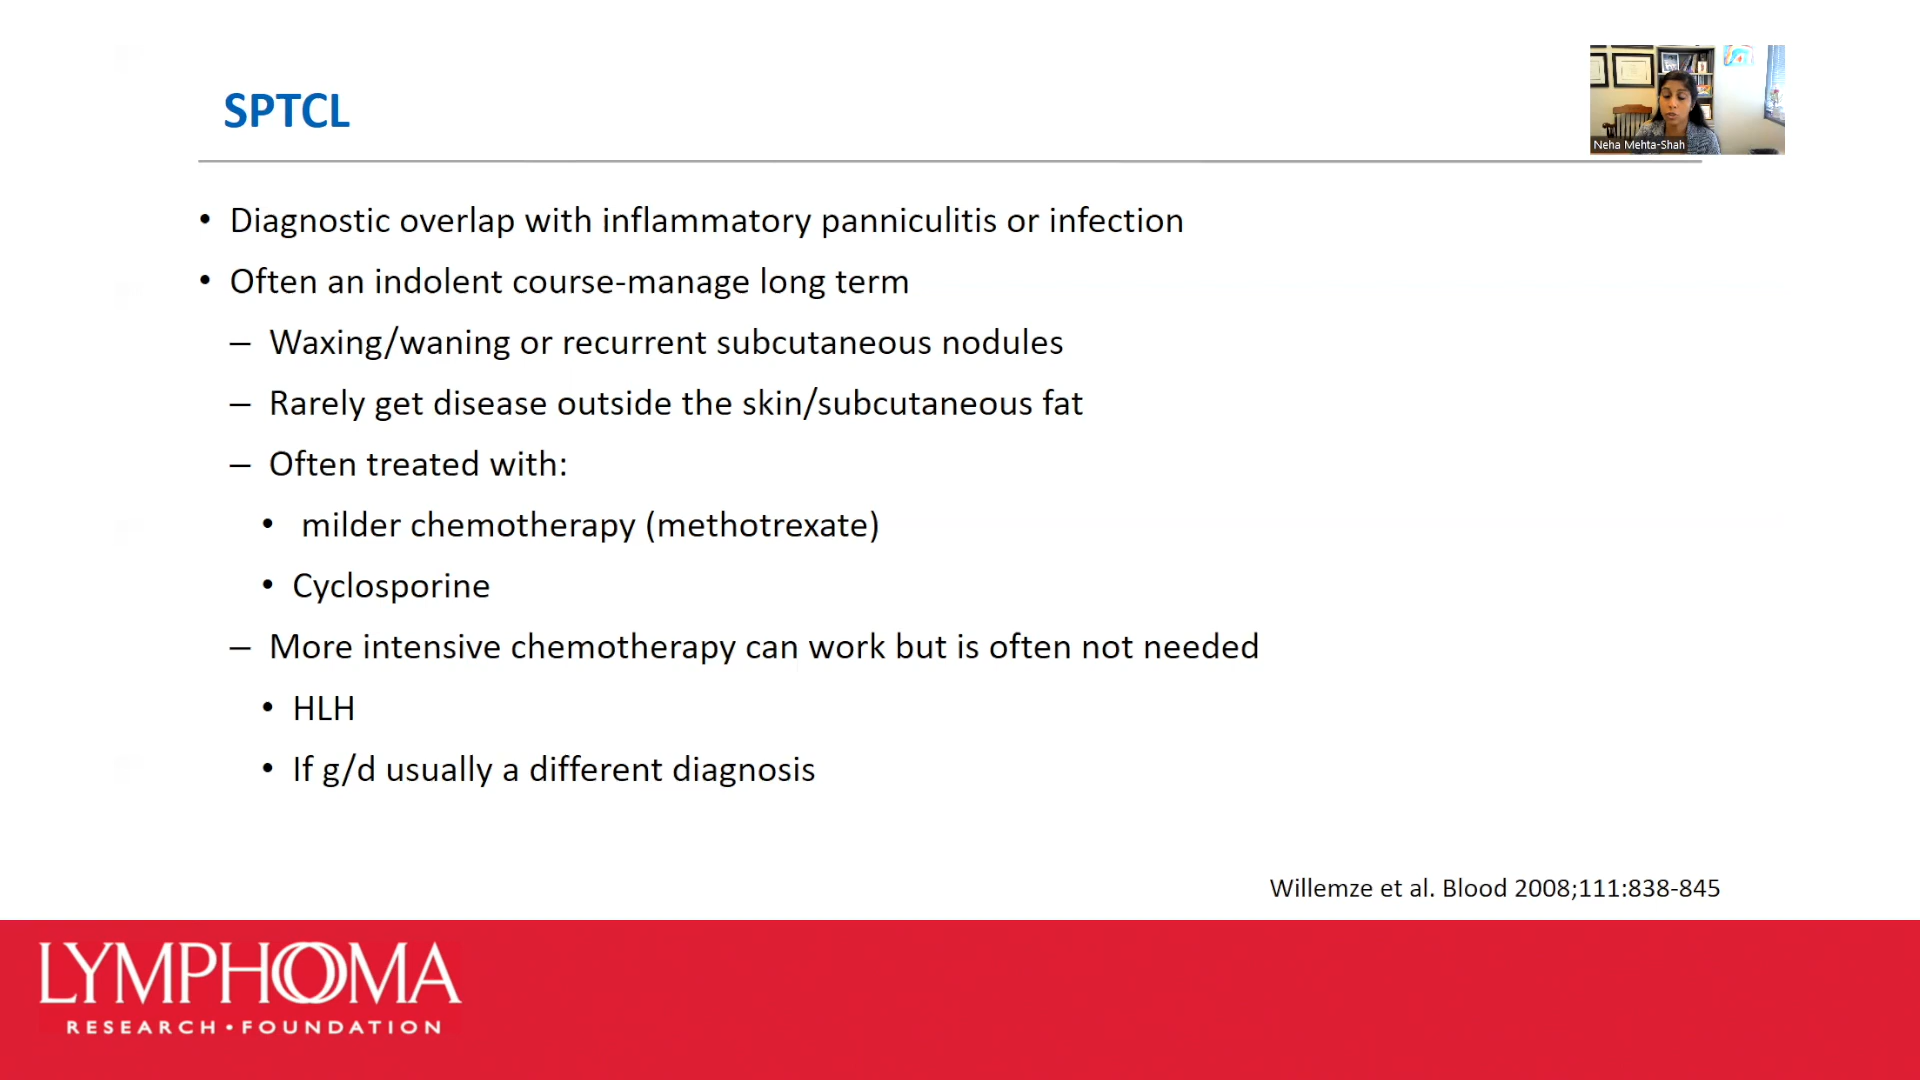 SPTCL
Neha Mehta-Shah
• Diagnostic overlap with inflammatory panniculitis or infection
• Often an indolent course-manage long term
– Waxing/waning or recurrent subcutaneous nodules
– Rarely get disease outside the skin/subcutaneous fat
– Often treated with:
• milder chemotherapy (methotrexate)
• Cyclosporine
– More intensive chemotherapy can work but is often not needed
• HLH
• If g/d usually a different diagnosis
Willemze et al. Blood 2008;111:838-845
LYMPHOMA
RESEARCH • FOUNDATION